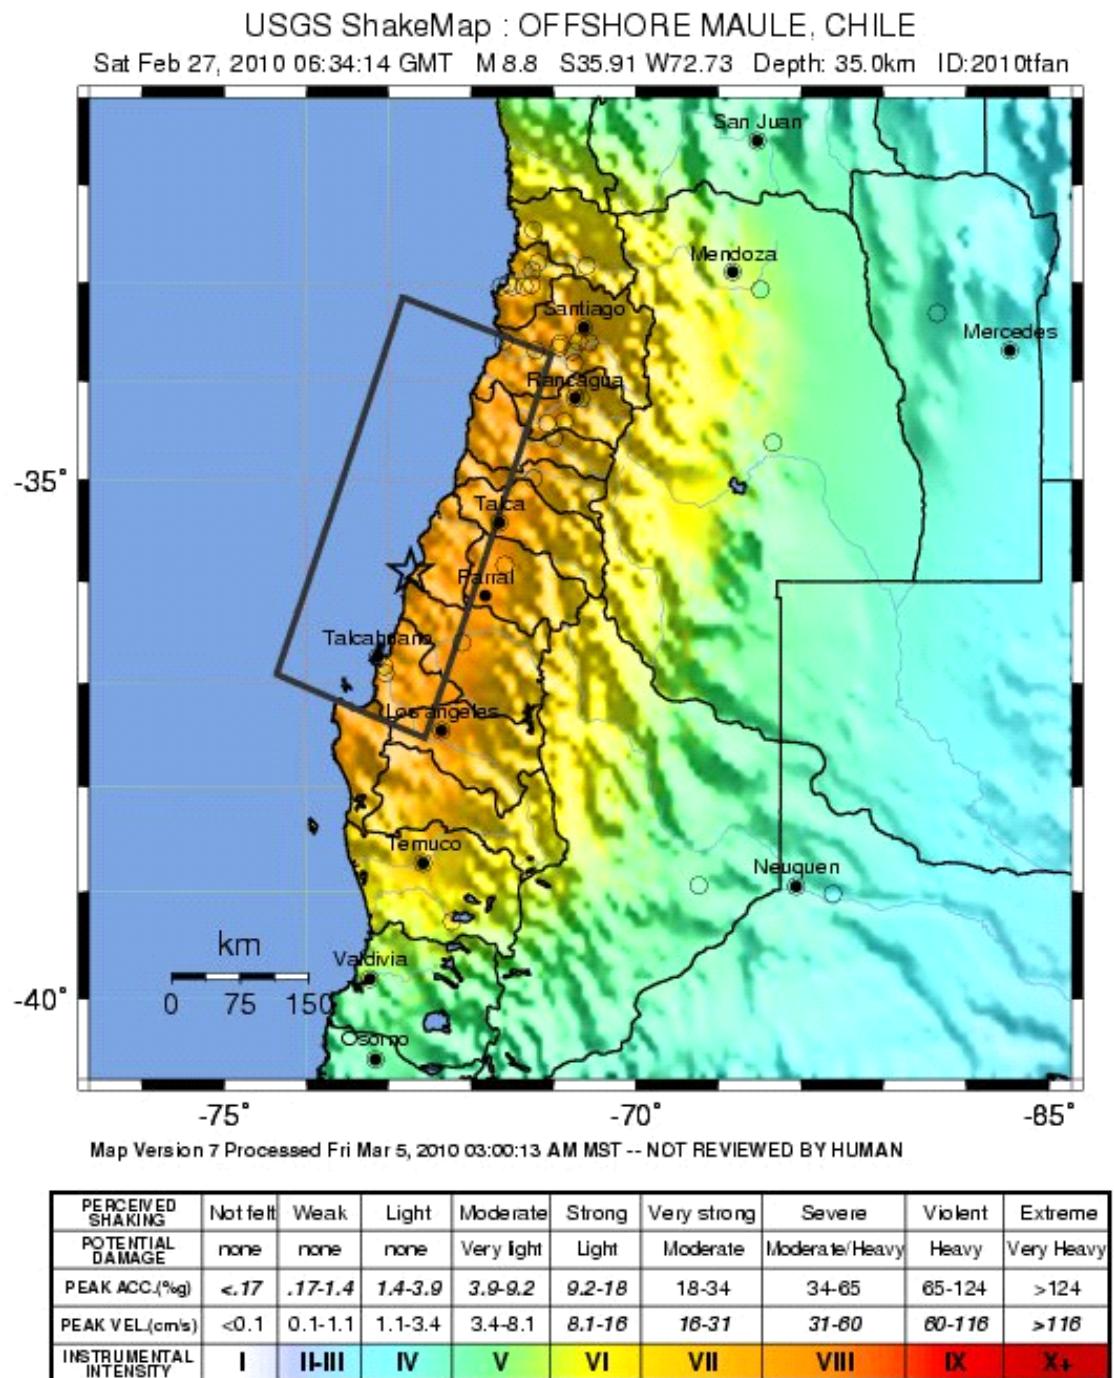 USGS ShakeMap : OFFSHORE MAULE, CHILE
Sat Feb 27, 2010 06:34:14 GMT M 8.8 S35.91 W72.73 Depth: 35.0km ID:2010tfan
San Juan
Mendoza
Santiago
Mercedes
Rancagua
-35°
Talca
Parral
Talcahuano
Los angeles
Temuco
Neuquen
km
Valdivia
0 75 150
-40°
Osorno
-75° -70° -85°
Map Version 7 Processed Fri Mar 5, 2010 03:00:13 AM MST -- NOT REVIEWED BY HUMAN
PERCEIVED SHAKING Not felt Weak Light Moderate Strong Very strong Severe Violent Extreme
POTENTIAL DAMAGE none none none Very light Light Moderate Moderate/Heavy Heavy Very Heavy
PEAK ACC.(%g) <.17 .17-1.4 1.4-3.9 3.9-9.2 9.2-18 18-34 34-65 65-124 >124
PEAK VEL.(cm/s) <0.1 0.1-1.1 1.1-3.4 3.4-8.1 8.1-16 16-31 31-60 60-116 >116
INSTRUMENTAL INTENSITY I II-III IV V VI VII VIII IX X+